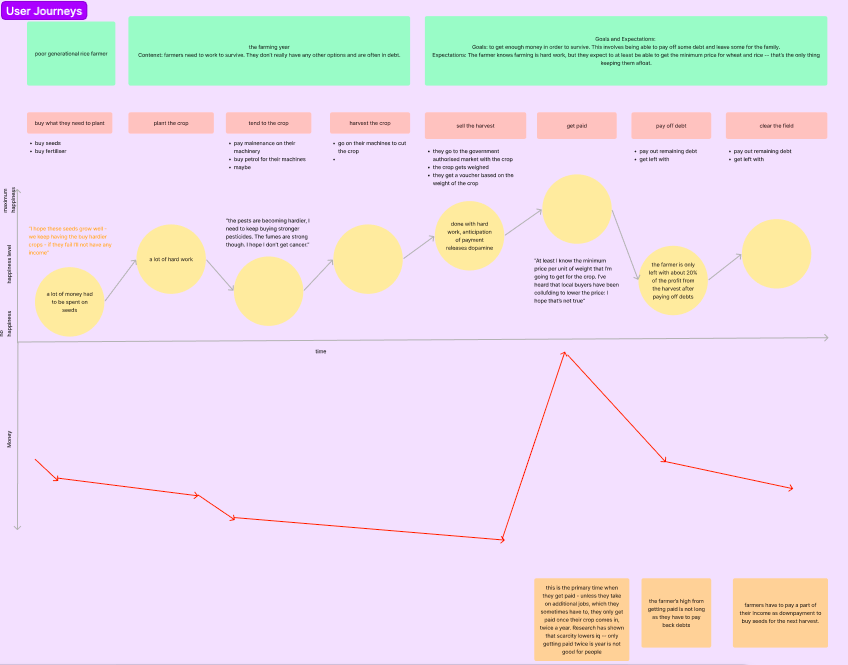 User Journeys
poor generational rice farmer
the farming year
Context: farmers need to work to survive. They don't really have any other options and are often in debt.
Goals and Expectations:
Goals: to get enough money in order to survive. This involves being able to pay off some debt and leave some for the family.
Expectations: The farmer knows farming is hard work, but they expect to at least be able to get the minimum price for wheat and rice -- that's the only thing
keeping them afloat.
buy what they need to plant
plant the crop
tend to the crop
harvest the crop
sell the harvest
get paid
pay off debt
clear the field
• buy seeds
• buy fertiliser
• pay mainenance on their
machinery
• buy petrol for their machines
• maybe
• go on their machines to cut
the crop
•
• they go to the government
authorised market with the crop
• the crop gets weighed
• they get a voucher based on the
weight of the crop
• pay out remaining debt
• get left with
• pay out remaining debt
• get left with
maximum
happiness
happiness level
no
happiness
"I hope these seeds grow well -
we keep having the buy hardier
crops - if they fail I'll not have any
income"
a lot of money had
to be spent on
seeds
a lot of hard work
"the pests are becoming hardier, I
need to keep buying stronger
pesticides. The fumes are strong
though. I hope I don't get cancer."
done with hard
work, anticipation
of payment
releases dopamine
"At least I know the minimum
price per unit of weight that I'm
going to get for the crop. I've
heard that local buyers have been
collufding to lower the price: I
hope that's not true"
the farmer is only
left with about 20%
of the profit from
the harvest after
paying off debts
time
Money
this is the primary time when
they get paid - unless they take
on additional jobs, which they
sometimes have to, they only get
paid once their crop comes in,
twice a year. Research has shown
that scarcity lowers iq -- only
getting paid twice is year is not
good for people
the farmer's high from
getting paid is not long
as they have to pay
back debts
farmers have to pay a part of
their income as downpayment to
buy seeds for the next harvest.